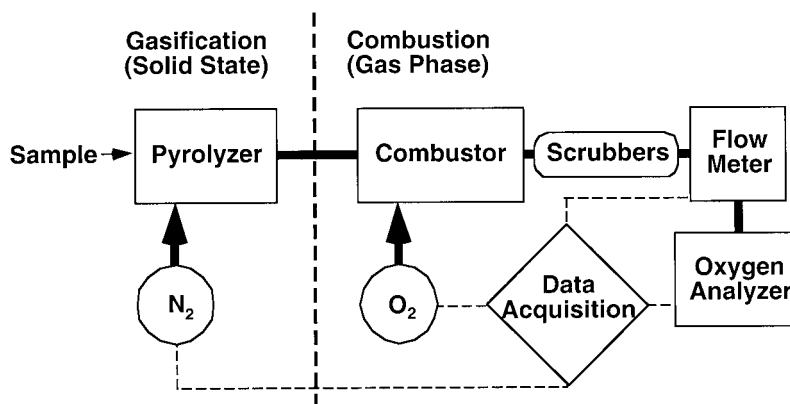 Gasification
(Solid State)
Combustion
(Gas Phase)
Sample
Pyrolyzer
Combustor
Scrubbers
Flow
Meter
N₂
O₂
Data
Acquisition
Oxygen
Analyzer